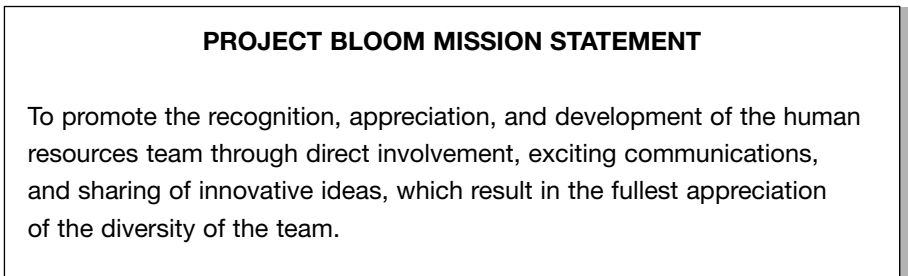 PROJECT BLOOM MISSION STATEMENT
To promote the recognition, appreciation, and development of the human
resources team through direct involvement, exciting communications,
and sharing of innovative ideas, which result in the fullest appreciation
of the diversity of the team.